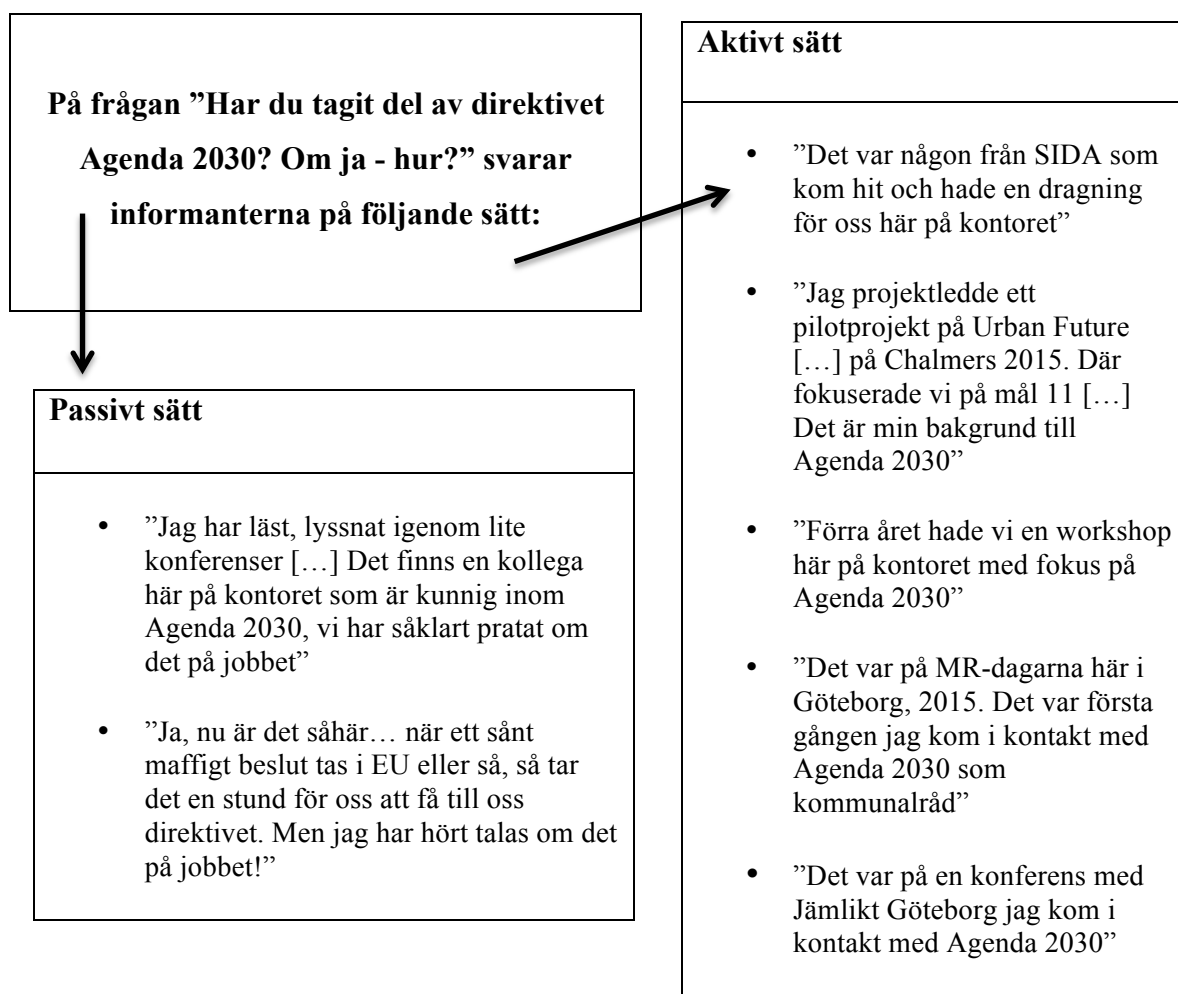 På frågan ”Har du tagit del av direktivet
Agenda 2030? Om ja - hur?” svarar
informanterna på följande sätt:
Passivt sätt
• ”Jag har läst, lyssnat igenom lite
konferenser […] Det finns en kollega
här på kontoret som är kunnig inom
Agenda 2030, vi har såklart pratat om
det på jobbet”
• ”Ja, nu är det såhär… när ett sånt
maffigt beslut tas i EU eller så, så tar
det en stund för oss att få till oss
direktivet. Men jag har hört talas om det
på jobbet!”
Aktivt sätt
• ”Det var någon från SIDA som
kom hit och hade en dragning
för oss här på kontoret”
• ”Jag projektledde ett
pilotprojekt på Urban Future
[…] på Chalmers 2015. Där
fokuserade vi på mål 11 […]
Det är min bakgrund till
Agenda 2030”
• ”Förra året hade vi en workshop
här på kontoret med fokus på
Agenda 2030”
• ”Det var på MR-dagarna här i
Göteborg, 2015. Det var första
gången jag kom i kontakt med
Agenda 2030 som
kommunalråd”
• ”Det var på en konferens med
Jämlikt Göteborg jag kom i
kontakt med Agenda 2030”